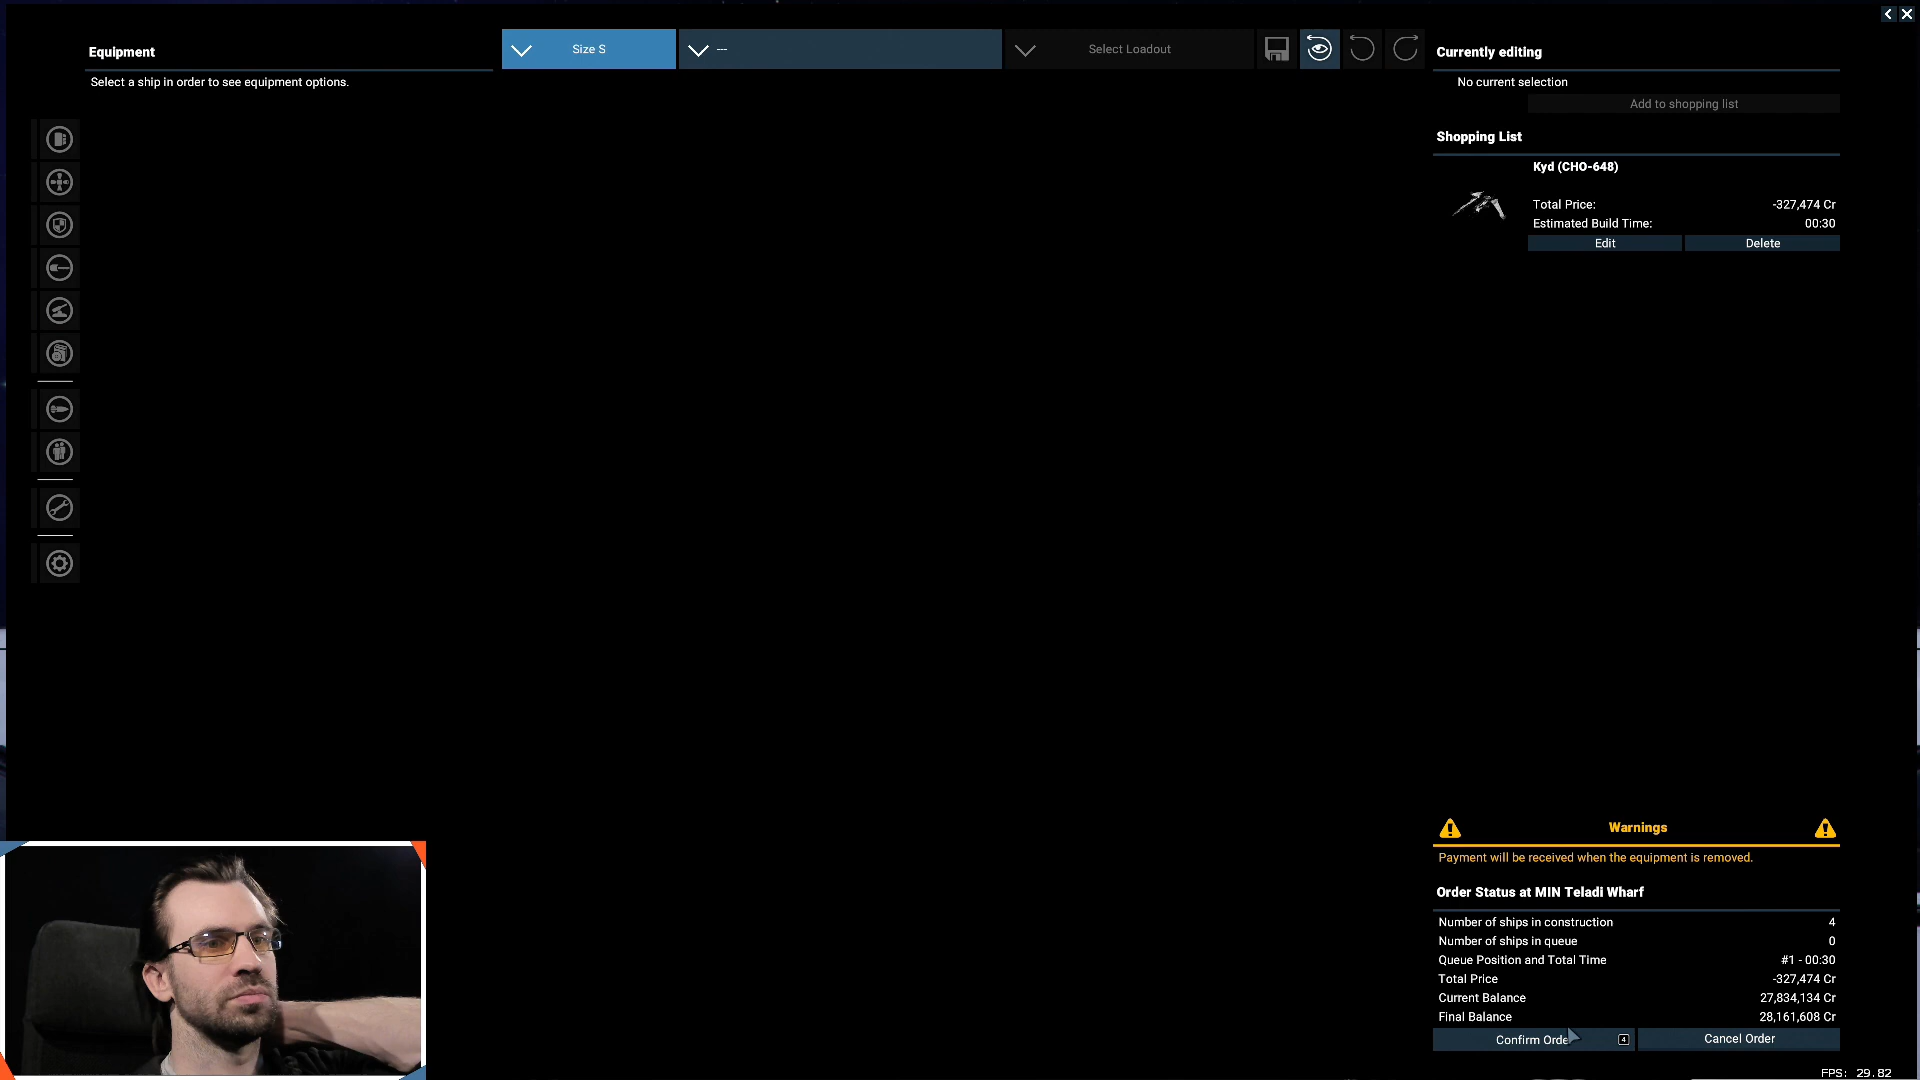 Equipment
Select a ship in order to see equipment options.
Size S
---
Select Loadout
Currently editing
No current selection
Add to shopping list
Shopping List
Kyd (CHO-648)
Total Price: -327,474 Cr
Estimated Build Time: 00:30
Edit Delete
Warnings
Payment will be received when the equipment is removed.
Order Status at MIN Teladi Wharf
Number of ships in construction 4
Number of ships in queue 0
Queue Position and Total Time #1 - 00:30
Total Price -327,474 Cr
Current Balance 27,834,134 Cr
Final Balance 28,161,608 Cr
Confirm Orde 4 Cancel Order
FPS: 29.82